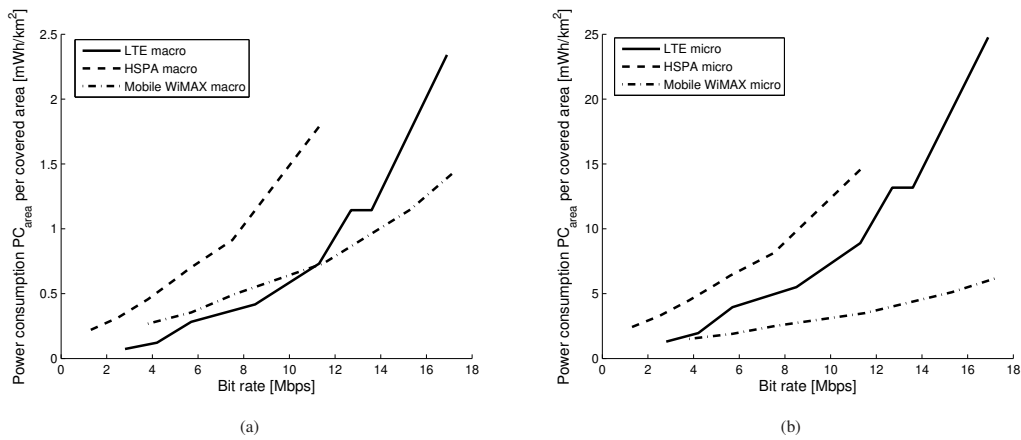 2.5
2
1.5
1
0.5
0
Power consumption PC_area per covered area [mWh/km²]
LTE macro
HSPA macro
Mobile WiMAX macro
0 2 4 6 8 10 12 14 16 18
Bit rate [Mbps]
(a)
25
20
15
10
5
0
Power consumption PC_area per covered area [mWh/km²]
LTE micro
HSPA micro
Mobile WiMAX micro
0 2 4 6 8 10 12 14 16 18
Bit rate [Mbps]
(b)